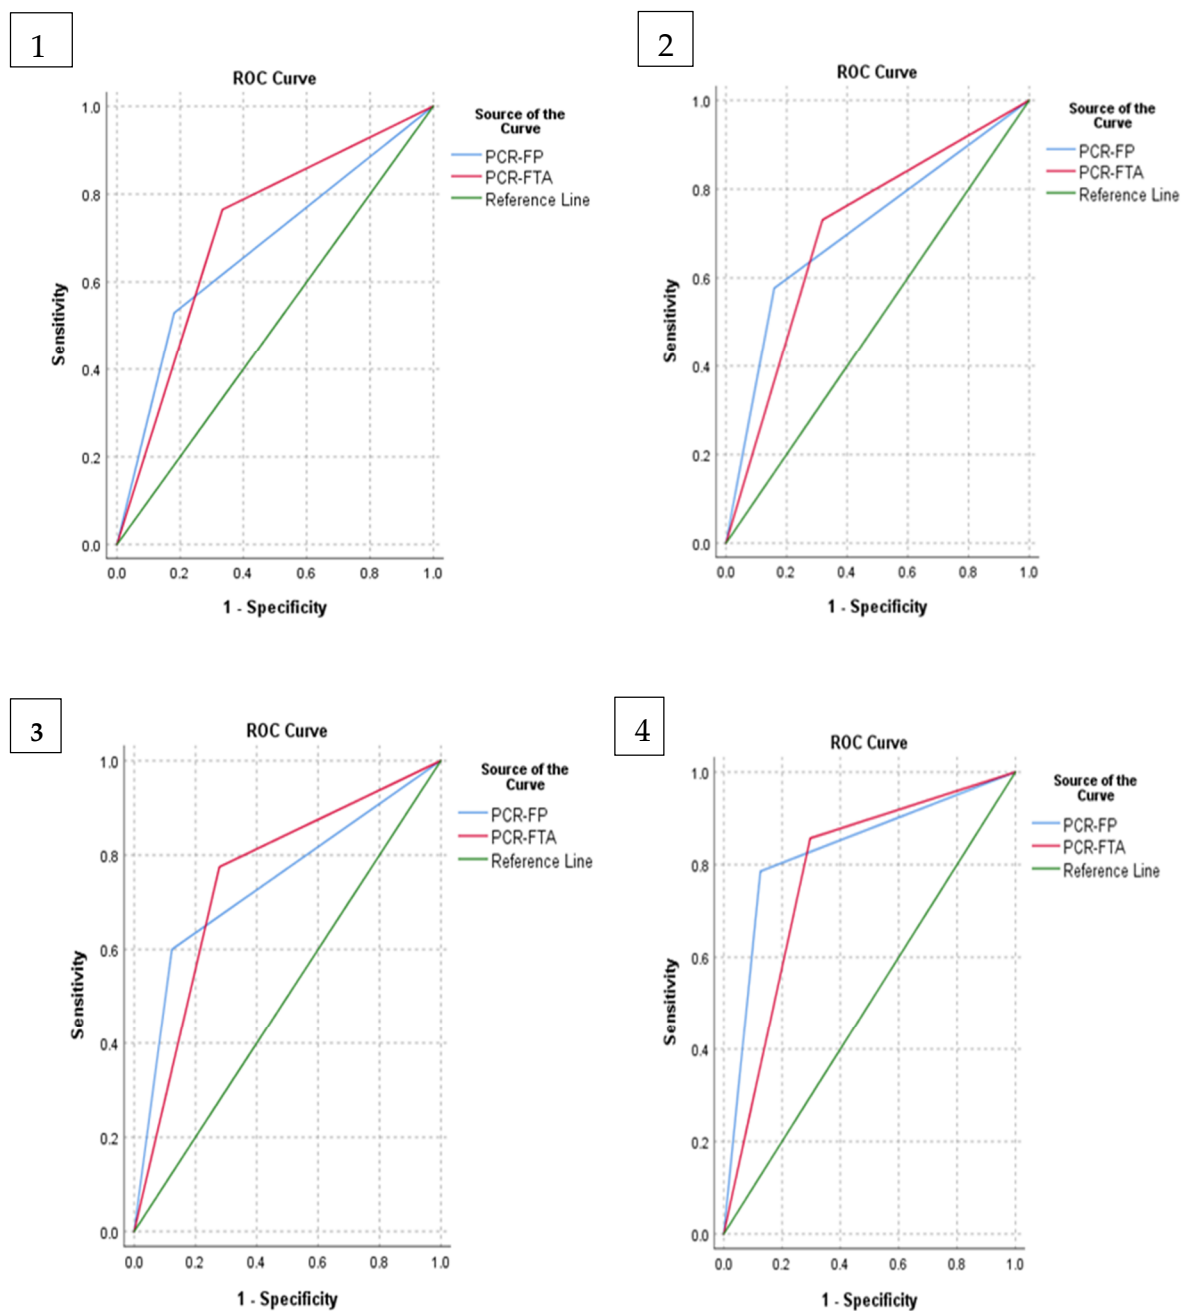 1
ROC Curve
Source of the
Curve
PCR-FP
PCR-FTA
Reference Line
1.0
0.8
0.6
0.4
0.2
0.0
Sensitivity
0.0 0.2 0.4 0.6 0.8 1.0
1 - Specificity
2
ROC Curve
Source of the
Curve
PCR-FP
PCR-FTA
Reference Line
1.0
0.8
0.6
0.4
0.2
0.0
Sensitivity
0.0 0.2 0.4 0.6 0.8 1.0
1 - Specificity
3
ROC Curve
Source of the
Curve
PCR-FP
PCR-FTA
Reference Line
1.0
0.8
0.6
0.4
0.2
0.0
Sensitivity
0.0 0.2 0.4 0.6 0.8 1.0
1 - Specificity
4
ROC Curve
Source of the
Curve
PCR-FP
PCR-FTA
Reference Line
1.0
0.8
0.6
0.4
0.2
0.0
Sensitivity
0.0 0.2 0.4 0.6 0.8 1.0
1 - Specificity